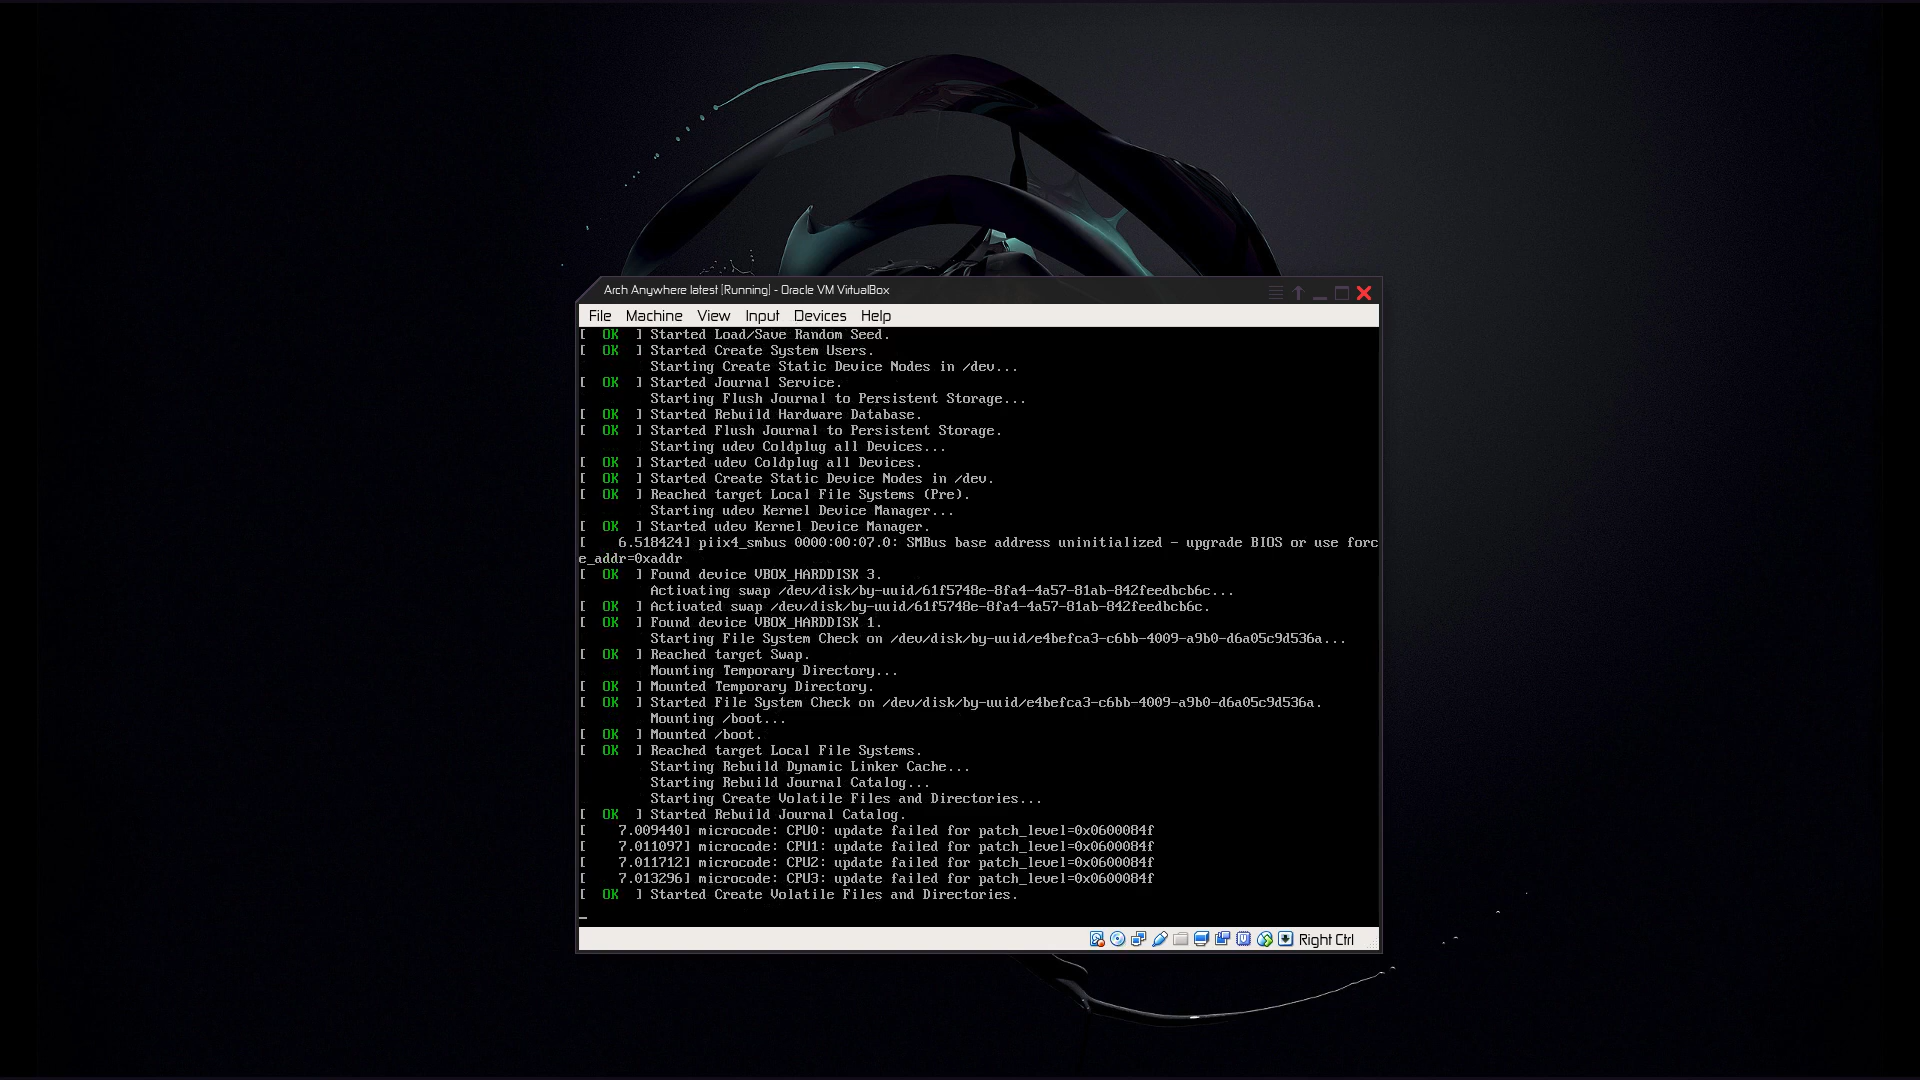 Arch Anywhere latest [Running] - Oracle VM VirtualBox
File Machine View Input Devices Help
[  OK  ] Started Load/Save Random Seed.
[  OK  ] Started Create System Users.
Starting Create Static Device Nodes in /dev...
[  OK  ] Started Journal Service.
Starting Flush Journal to Persistent Storage...
[  OK  ] Started Rebuild Hardware Database.
[  OK  ] Started Flush Journal to Persistent Storage.
Starting udev Coldplug all Devices...
[  OK  ] Started udev Coldplug all Devices.
[  OK  ] Started Create Static Device Nodes in /dev.
[  OK  ] Reached target Local File Systems (Pre).
Starting udev Kernel Device Manager...
[  OK  ] Started udev Kernel Device Manager.
[    6.518424] piix4_smbus 0000:00:07.0: SMBus base address uninitialized - upgrade BIOS or use forc
e_addr=0xaddr
[  OK  ] Found device VBOX_HARDDISK 3.
Activating swap /dev/disk/by-uuid/61f5748e-8fa4-4a57-81ab-842feedbcb6c...
[  OK  ] Activated swap /dev/disk/by-uuid/61f5748e-8fa4-4a57-81ab-842feedbcb6c.
[  OK  ] Found device VBOX_HARDDISK 1.
Starting File System Check on /dev/disk/by-uuid/e4befca3-c6bb-4009-a9b0-d6a05c9d536a...
[  OK  ] Reached target Swap.
Mounting Temporary Directory...
[  OK  ] Mounted Temporary Directory.
[  OK  ] Started File System Check on /dev/disk/by-uuid/e4befca3-c6bb-4009-a9b0-d6a05c9d536a.
Mounting /boot...
[  OK  ] Mounted /boot.
[  OK  ] Reached target Local File Systems.
Starting Rebuild Dynamic Linker Cache...
Starting Rebuild Journal Catalog...
Starting Create Volatile Files and Directories...
[  OK  ] Started Rebuild Journal Catalog.
[    7.009440] microcode: CPU0: update failed for patch_level=0x0600084f
[    7.011097] microcode: CPU1: update failed for patch_level=0x0600084f
[    7.011712] microcode: CPU2: update failed for patch_level=0x0600084f
[    7.013296] microcode: CPU3: update failed for patch_level=0x0600084f
[  OK  ] Started Create Volatile Files and Directories.
Right Ctrl